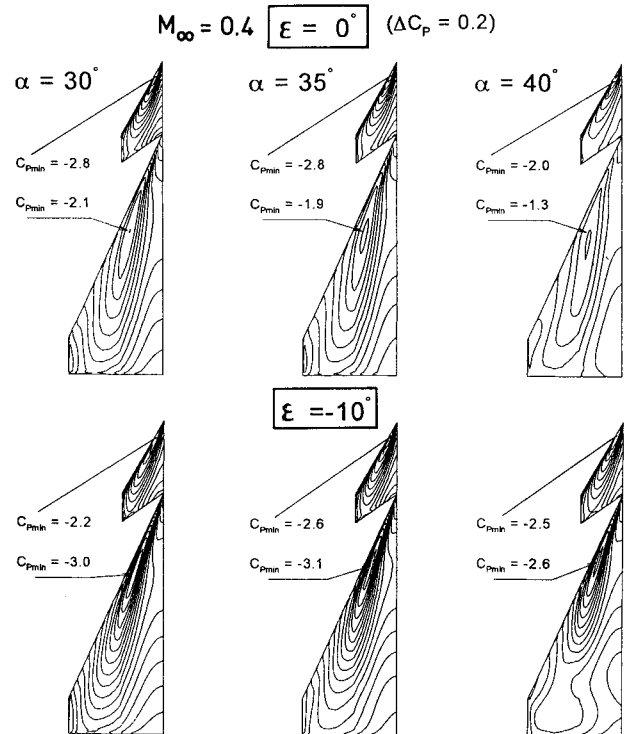 M∞ = 0.4 ε = 0° (ΔCP = 0.2)
α = 30° α = 35° α = 40°
CPmin = -2.8 CPmin = -2.8 CPmin = -2.0
CPmin = -2.1 CPmin = -1.9 CPmin = -1.3
ε = -10°
CPmin = -2.2 CPmin = -2.6 CPmin = -2.5
CPmin = -3.0 CPmin = -3.1 CPmin = -2.6